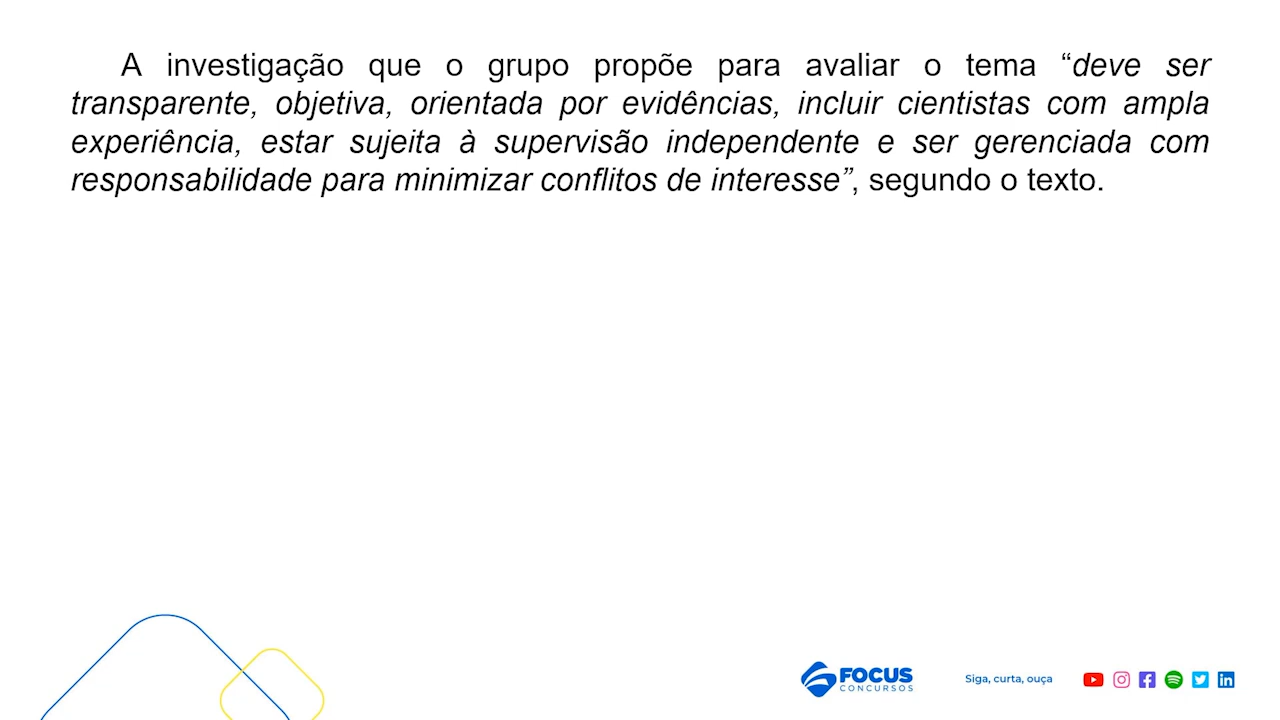 A investigação que o grupo propõe para avaliar o tema “deve ser
transparente, objetiva, orientada por evidências, incluir cientistas com ampla
experiência, estar sujeita à supervisão independente e ser gerenciada com
responsabilidade para minimizar conflitos de interesse”, segundo o texto.
FOCUS
CONCURSOS
Siga, curta, ouça